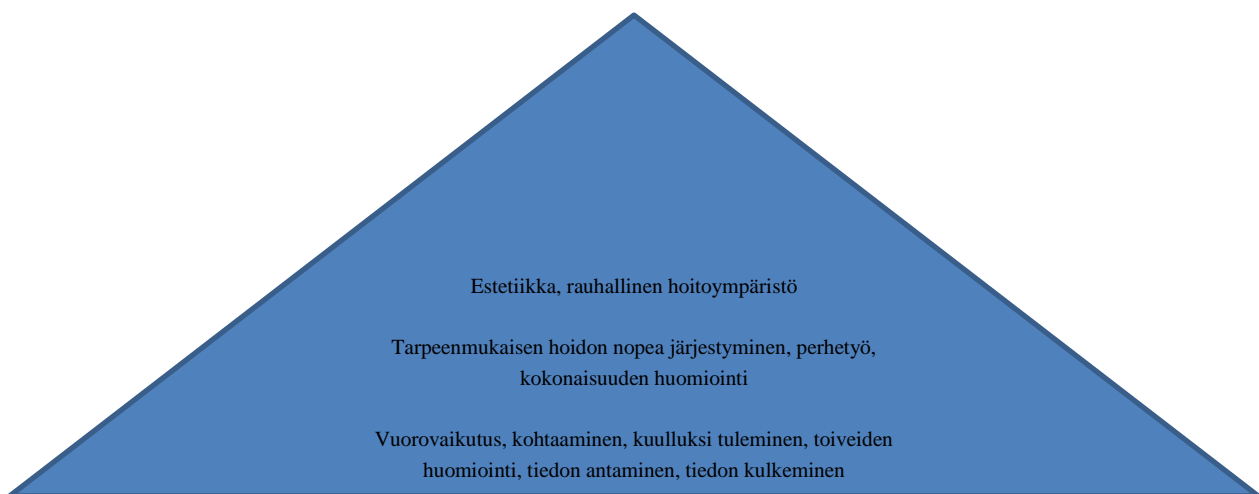 Estetiikka, rauhallinen hoitoympäristö
Tarpeenmukaisen hoidon nopea järjestyminen, perhetyö,
kokonaisuuden huomiointi
Vuorovaikutus, kohtaaminen, kuulluksi tuleminen, toiveiden
huomiointi, tiedon antaminen, tiedon kulkeminen